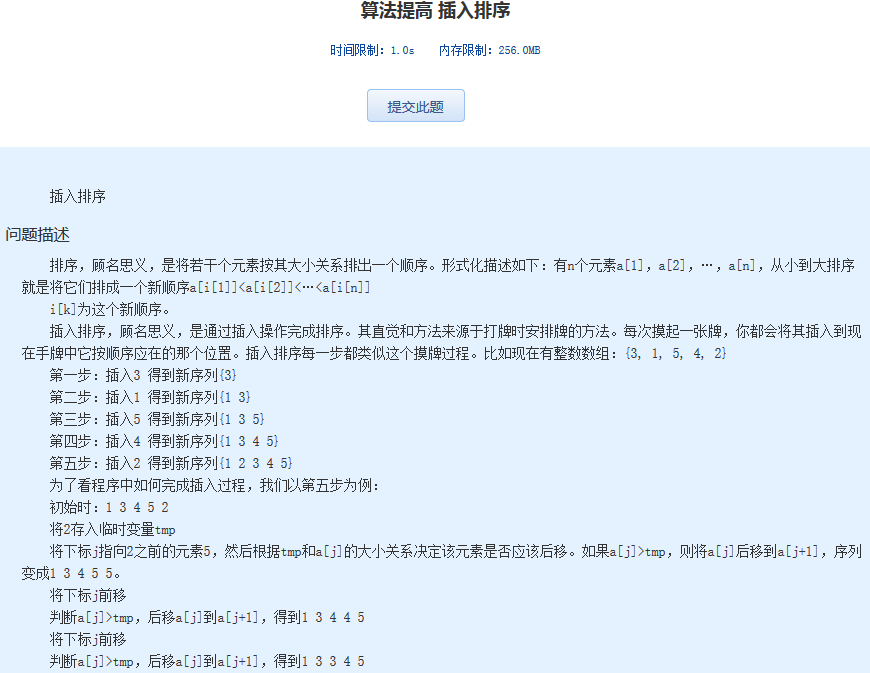 算法提高 插入排序
时间限制：1.0s 内存限制：256.0MB
提交此题
插入排序
问题描述
排序，顾名思义，是将若干个元素按其大小关系排出一个顺序。形式化描述如下：有n个元素a[1]，a[2]，…，a[n]，从小到大排序
就是将它们排成一个新顺序a[i[1]]<a[i[2]]<…<a[i[n]]
i[k]为这个新顺序。
插入排序，顾名思义，是通过插入操作完成排序。其直觉和方法来源于打牌时安排牌的方法。每次摸起一张牌，你都会将其插入到现
在手牌中它按顺序应在的那个位置。插入排序每一步都类似这个摸牌过程。比如现在有整数数组：{3, 1, 5, 4, 2}
第一步：插入3 得到新序列{3}
第二步：插入1 得到新序列{1 3}
第三步：插入5 得到新序列{1 3 5}
第四步：插入4 得到新序列{1 3 4 5}
第五步：插入2 得到新序列{1 2 3 4 5}
为了看程序中如何完成插入过程，我们以第五步为例：
初始时：1 3 4 5 2
将2存入临时变量tmp
将下标j指向2之前的元素5，然后根据tmp和a[j]的大小关系决定该元素是否应该后移。如果a[j]>tmp，则将a[j]后移到a[j+1]，序列
变成1 3 4 5 5。
将下标j前移
判断a[j]>tmp，后移a[j]到a[j+1]，得到1 3 4 4 5
将下标j前移
判断a[j]>tmp，后移a[j]到a[j+1]，得到1 3 3 4 5